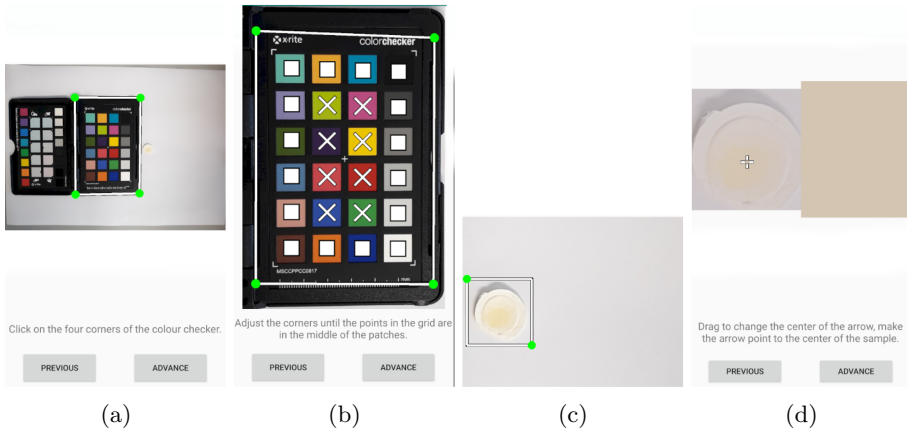 x-rite colorchecker
MSCCPPCC0817
mm
Click on the four corners of the colour checker.
PREVIOUS ADVANCE
Adjust the corners until the points in the grid are
in the middle of the patches.
PREVIOUS ADVANCE
Drag to change the center of the arrow, make
the arrow point to the center of the sample.
PREVIOUS ADVANCE
(a) (b) (c) (d)